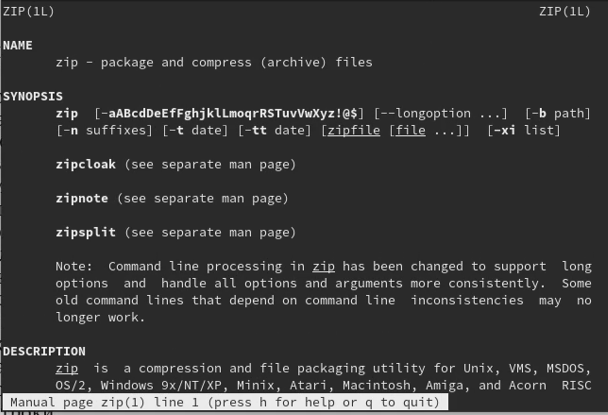 ZIP(1L) ZIP(1L)
NAME
zip - package and compress (archive) files
SYNOPSIS
zip [-aABcdDeEfFghjklLmoqrRSTuvVwXyz!@$] [--longoption ...] [-b path]
[-n suffixes] [-t date] [-tt date] [zipfile [file ...]] [-xi list]
zipcloak (see separate man page)
zipnote (see separate man page)
zipsplit (see separate man page)
Note: Command line processing in zip has been changed to support long
options and handle all options and arguments more consistently. Some
old command lines that depend on command line inconsistencies may no
longer work.
DESCRIPTION
zip is a compression and file packaging utility for Unix, VMS, MSDOS,
OS/2, Windows 9x/NT/XP, Minix, Atari, Macintosh, Amiga, and Acorn RISC
Manual page zip(1) line 1 (press h for help or q to quit)